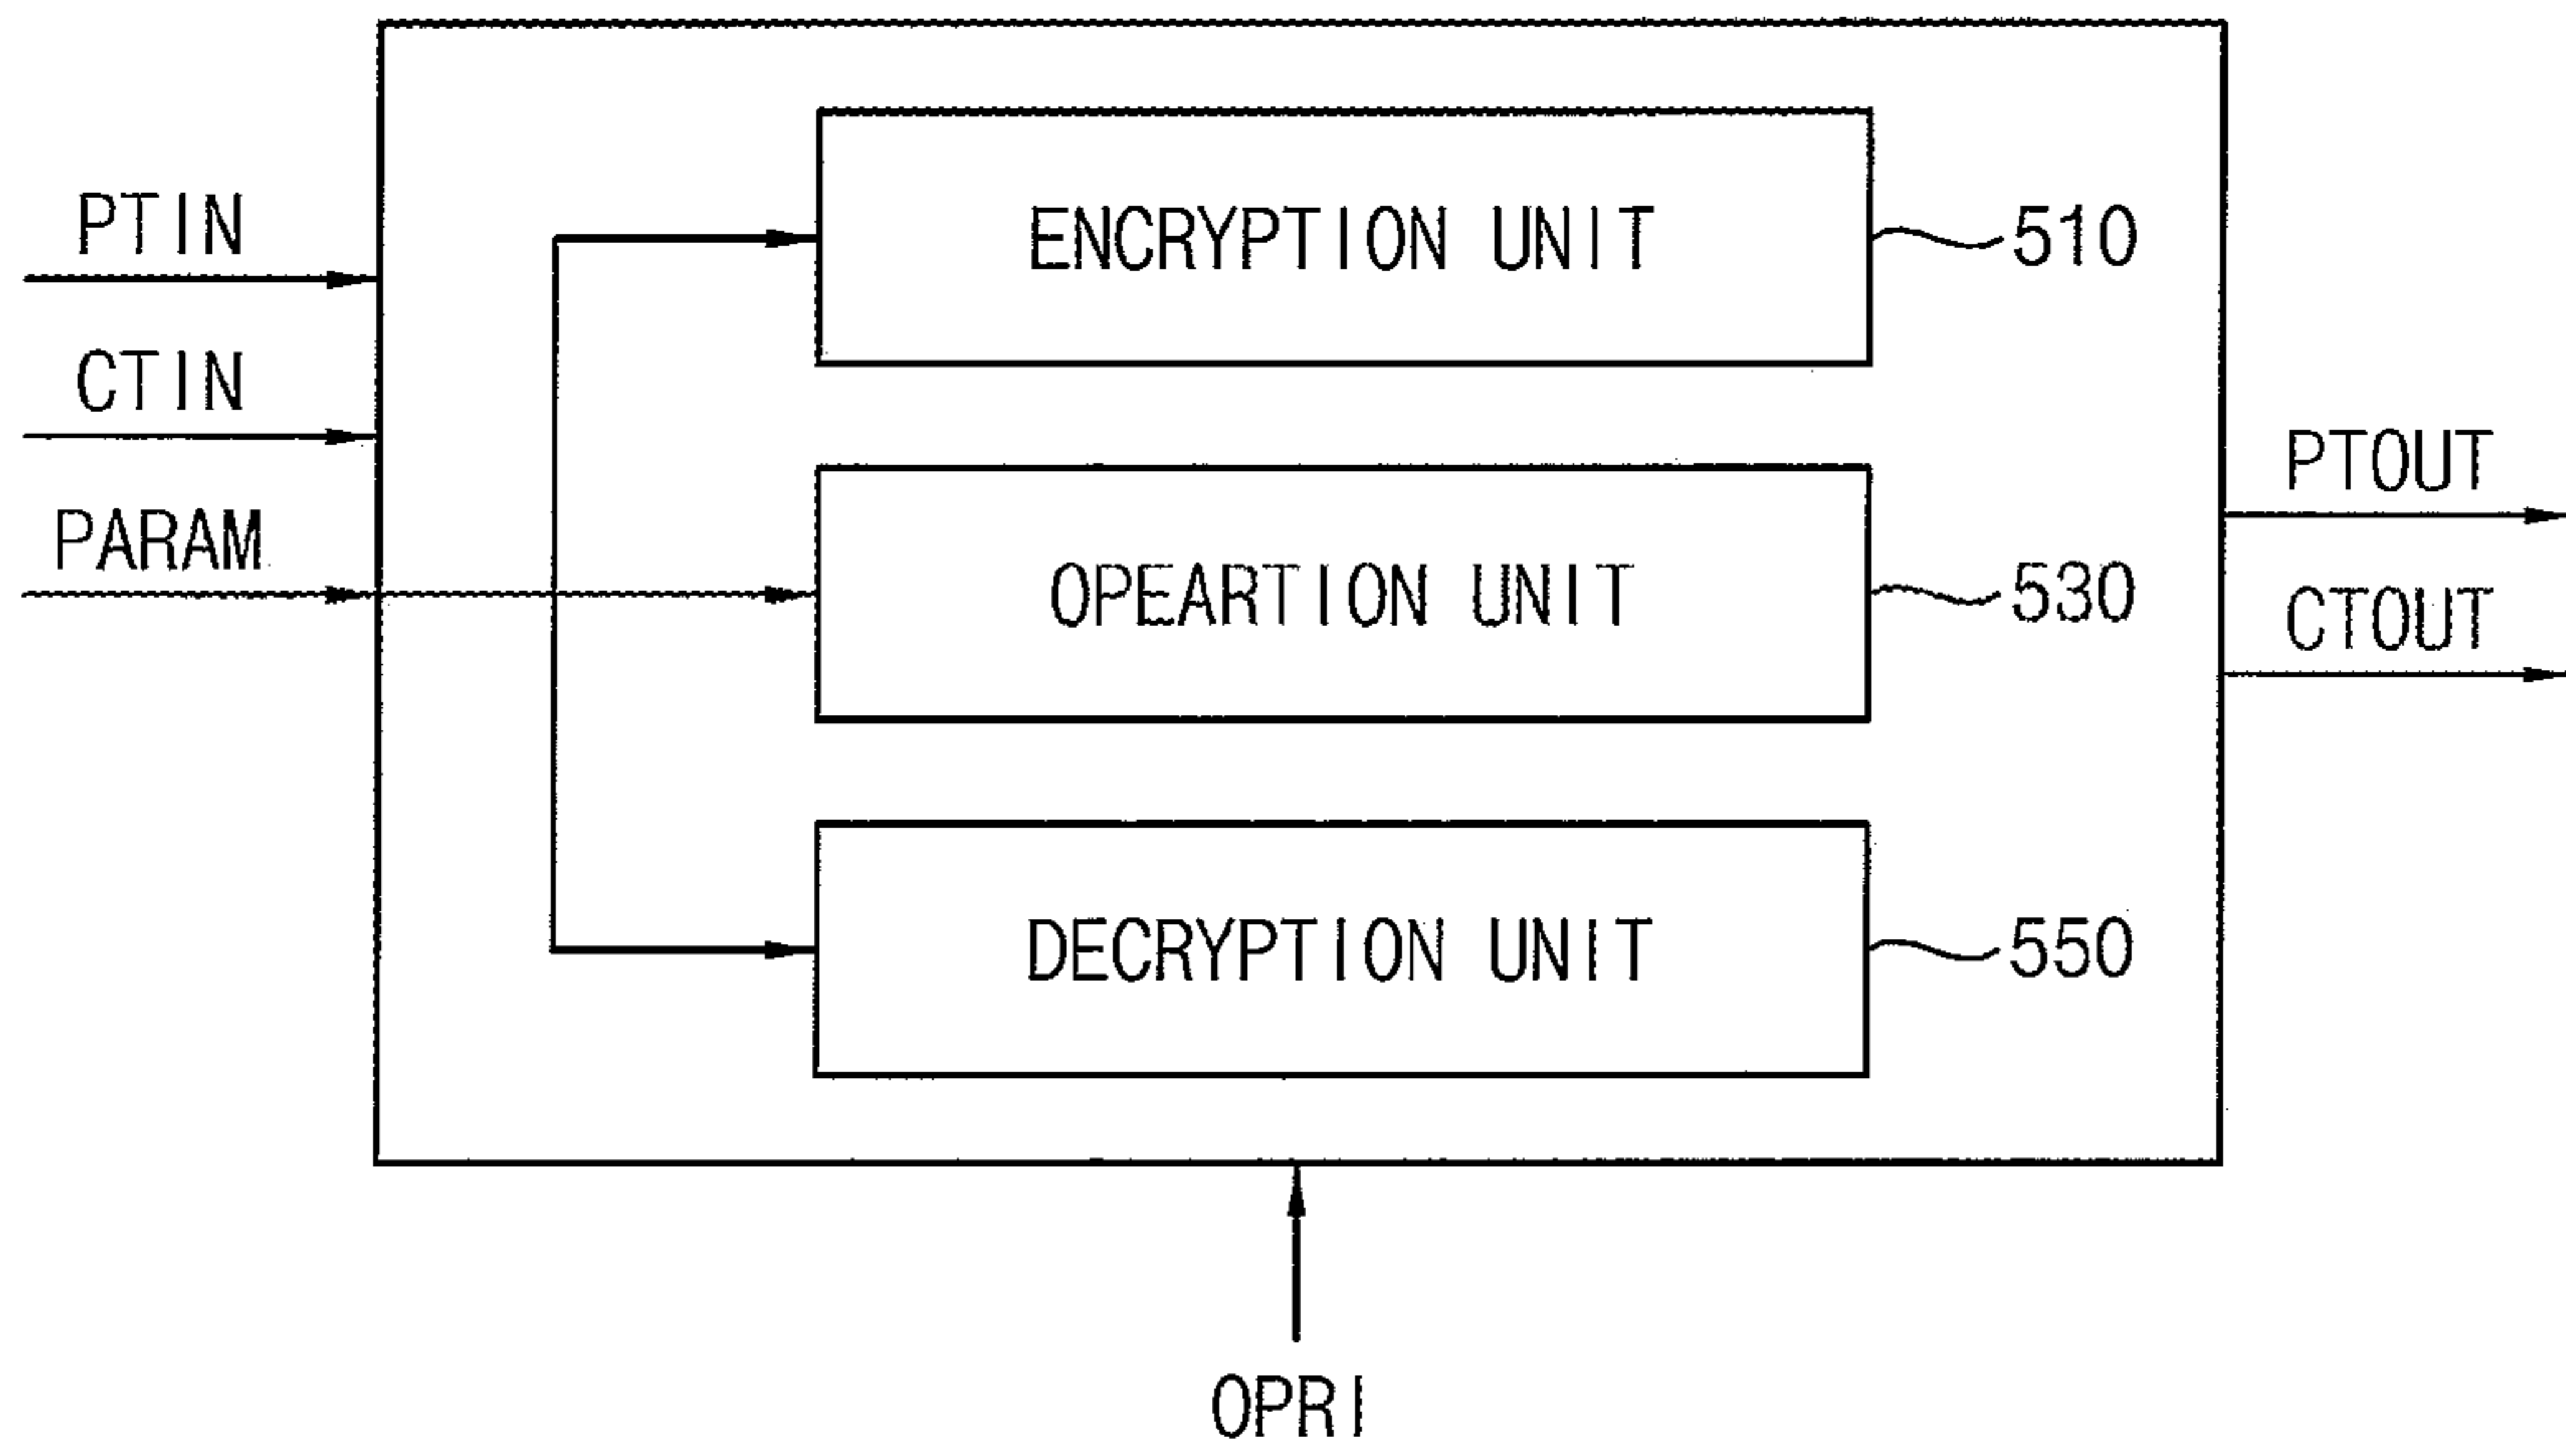 PTIN
CTIN
PARAM
ENCRYPTION UNIT
510
OPEARTION UNIT
530
DECRYPTION UNIT
550
PTOUT
CTOUT
OPRI